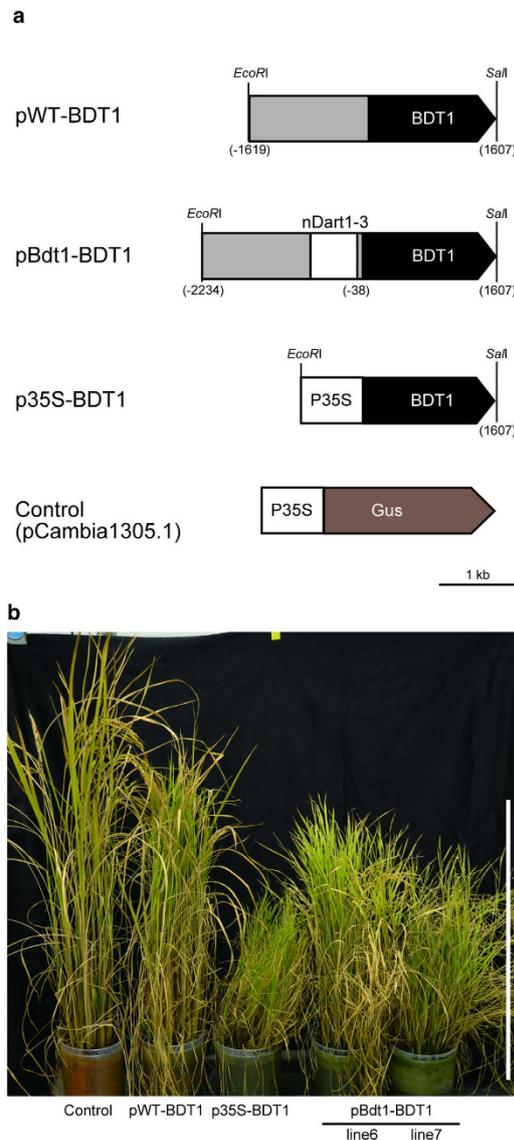 a
EcoRI SalI
pWT-BDT1 BDT1
(-1619) (1607)
nDart1-3
EcoRI SalI
pBdt1-BDT1 BDT1
(-2234) (-38) (1607)
EcoRI SalI
p35S-BDT1 P35S BDT1
(1607)
Control P35S Gus
(pCambia1305.1)
1 kb
b
Control pWT-BDT1 p35S-BDT1 pBdt1-BDT1
line6 line7